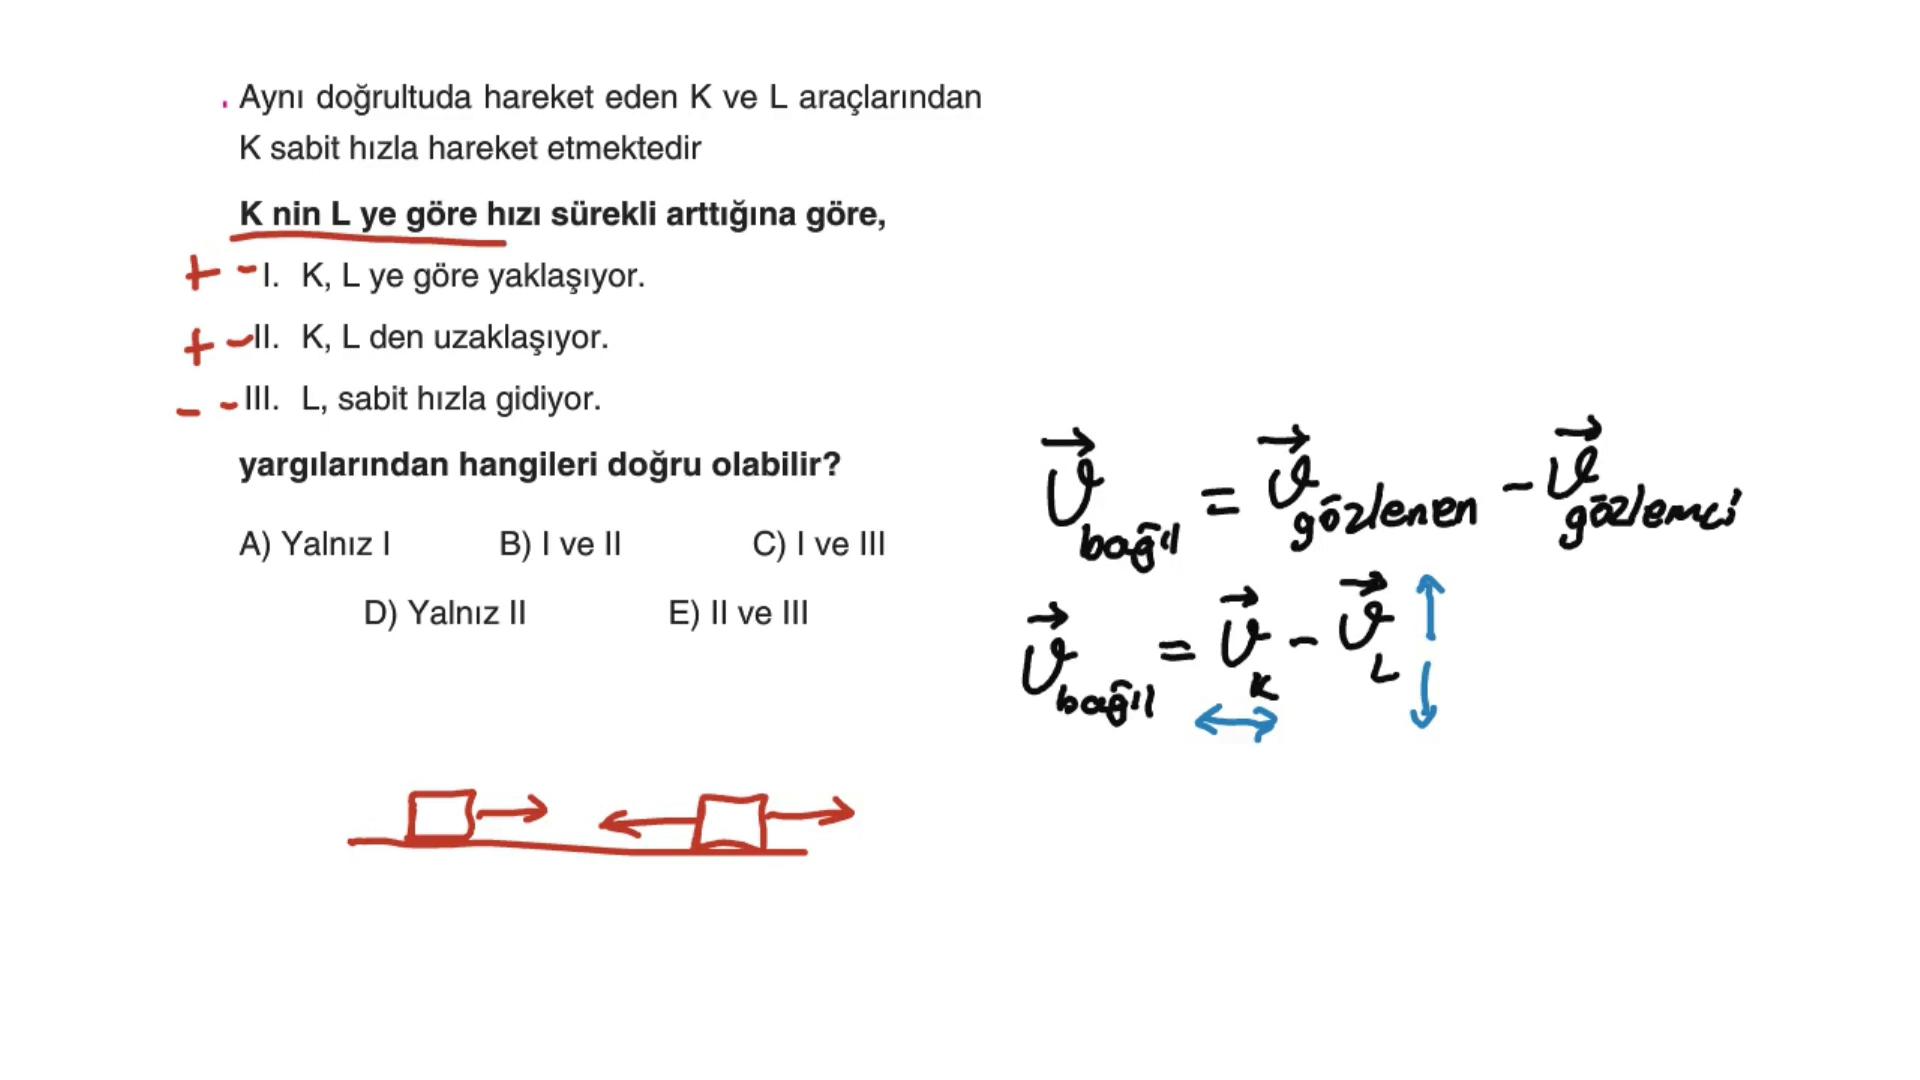 Aynı doğrultuda hareket eden K ve L araçlarından
K sabit hızla hareket etmektedir
K nin L ye göre hızı sürekli arttığına göre,
+ - I. K, L ye göre yaklaşıyor.
+ - II. K, L den uzaklaşıyor.
- - III. L, sabit hızla gidiyor.
yargılarından hangileri doğru olabilir?
A) Yalnız I B) I ve II C) I ve III
D) Yalnız II E) II ve III
v⃗ bağıl = v⃗ gözlenen - v⃗ gözlemci
v⃗ bağıl = v⃗ K - v⃗ L